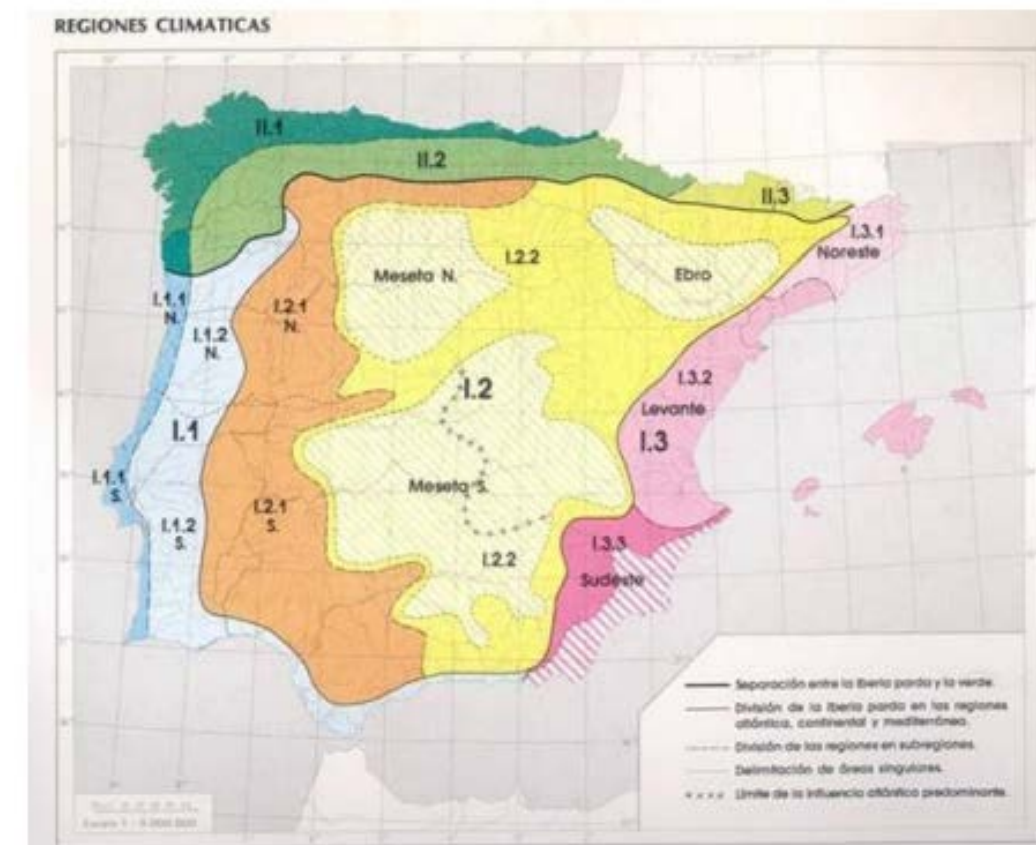 REGIONES CLIMATICAS
II.1
II.2
II.3
I.3.1
Noreste
I.2.2
Meseta N.
Ebro
I.1.1
N.
I.2.1
N.
I.1.2
N.
I.3.2
I.2
Levante
I.1
I.3
I.1.1
S.
Meseta S.
I.2.1
S.
I.1.2
S.
I.3.3
I.2.2
Sudeste
Separación entre la Iberia parda y la verde.
División de la Iberia parda en las regiones
atlántica, continental y mediterránea.
División de las regiones en subregiones.
Delimitación de áreas singulares.
Límite de la influencia atlántica predominante.